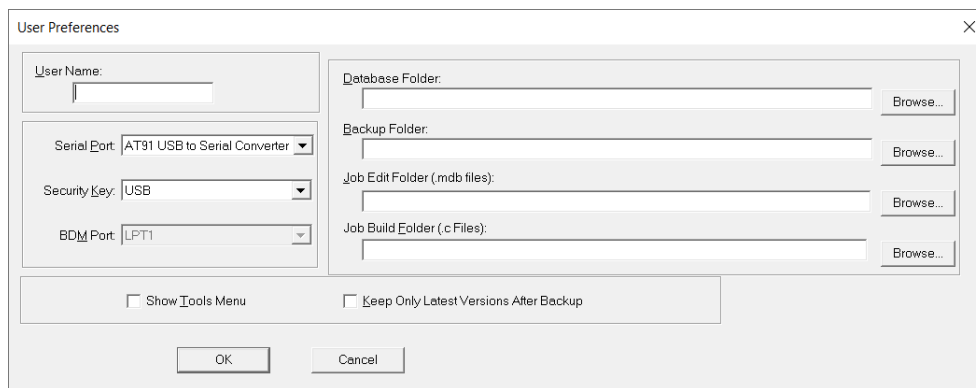 User Preferences
User Name:
Serial Port: AT91 USB to Serial Converter
Security Key: USB
BDM Port: LPT1
Database Folder:
Browse...
Backup Folder:
Browse...
Job Edit Folder (.mdb files):
Browse...
Job Build Folder (.c Files):
Browse...
Show Tools Menu
Keep Only Latest Versions After Backup
OK
Cancel